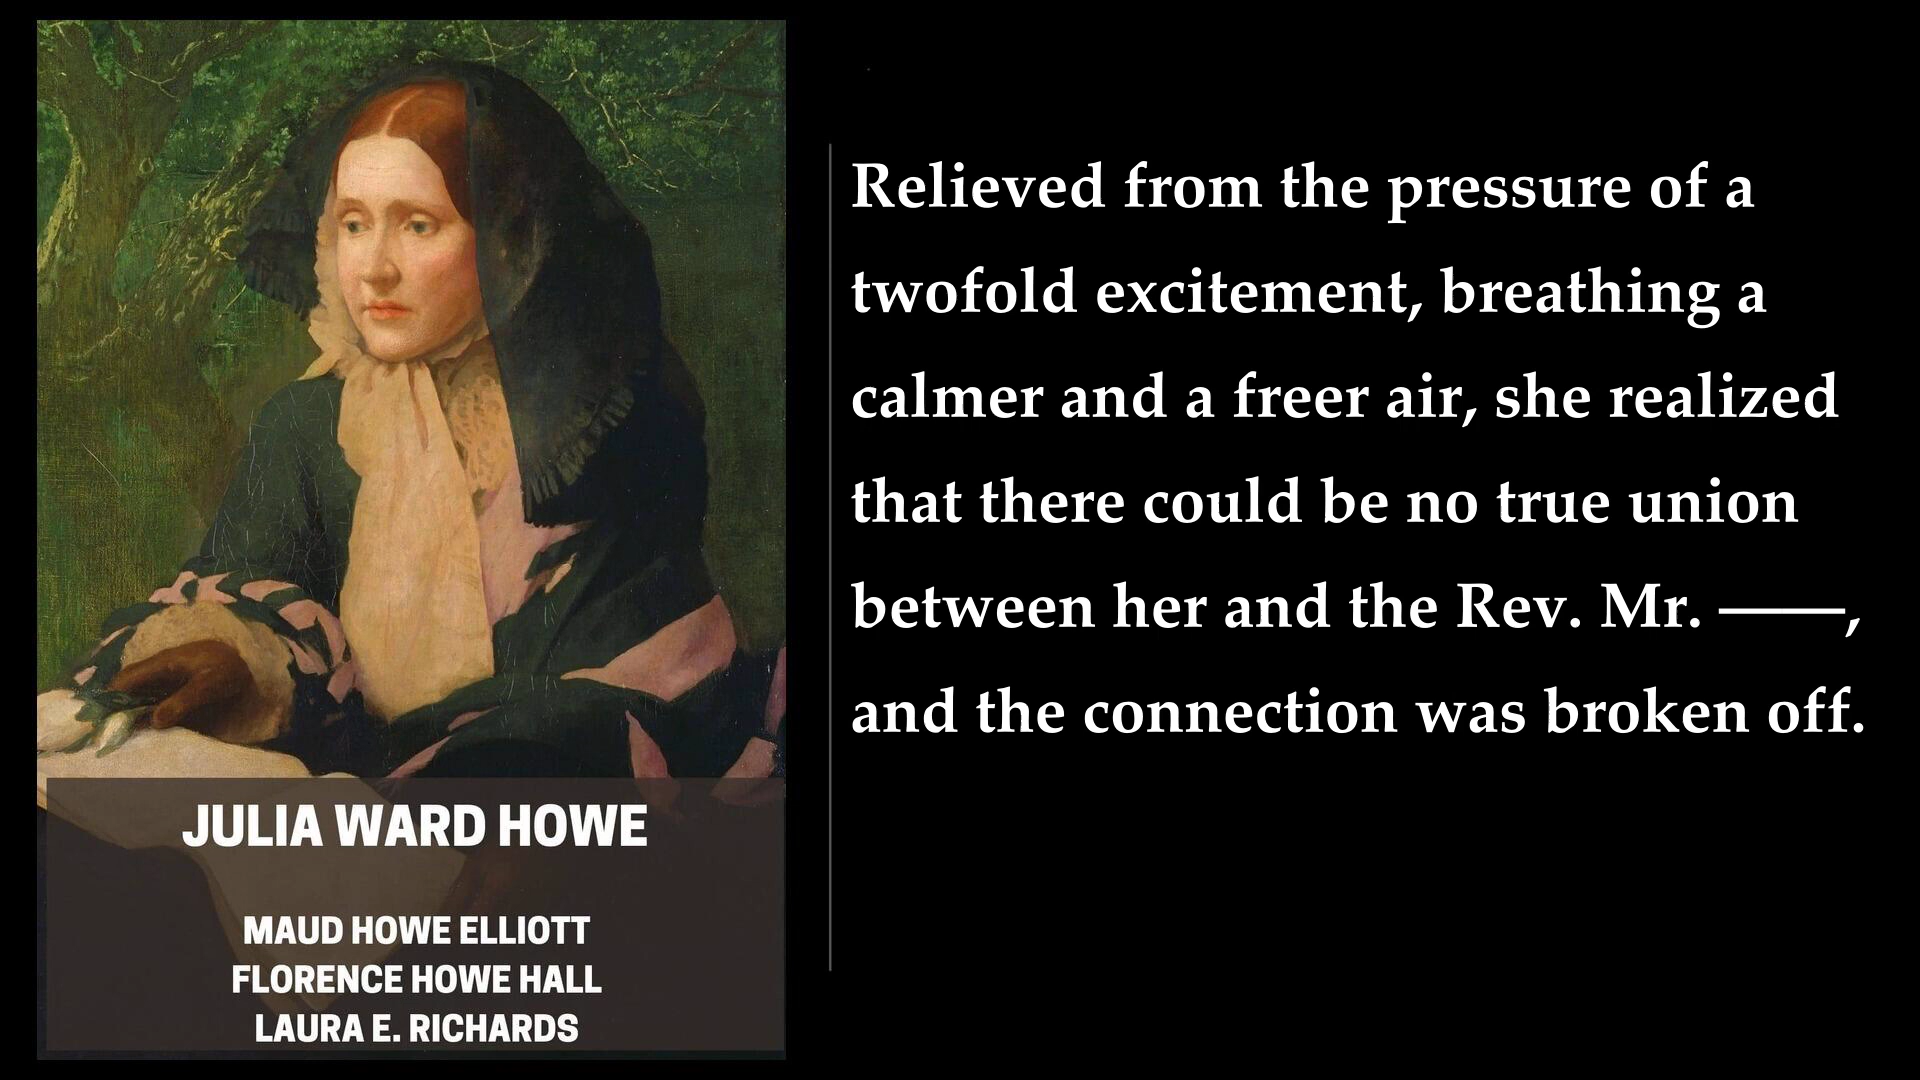 JULIA WARD HOWE
MAUD HOWE ELLIOTT
FLORENCE HOWE HALL
LAURA E. RICHARDS
Relieved from the pressure of a
twofold excitement, breathing a
calmer and a freer air, she realized
that there could be no true union
between her and the Rev. Mr. ——,
and the connection was broken off.